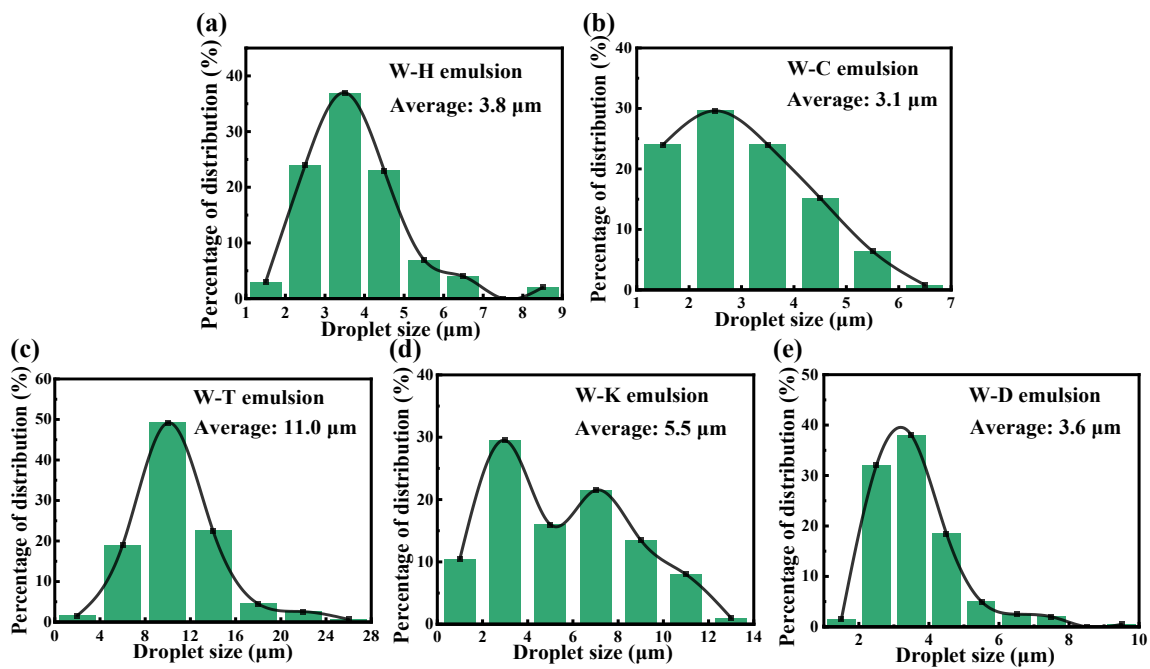 (a)
W-H emulsion
Average: 3.8 μm
Percentage of distribution (%)
40
30
20
10
0
1 2 3 4 5 6 7 8 9
Droplet size (μm)
(b)
W-C emulsion
Average: 3.1 μm
Percentage of distribution (%)
40
30
20
10
0
1 2 3 4 5 6 7
Droplet size (μm)
(c)
W-T emulsion
Average: 11.0 μm
Percentage of distribution (%)
60
50
40
30
20
10
0
0 4 8 12 16 20 24 28
Droplet size (μm)
(d)
W-K emulsion
Average: 5.5 μm
Percentage of distribution (%)
40
30
20
10
0
0 2 4 6 8 10 12 14
Droplet size (μm)
(e)
W-D emulsion
Average: 3.6 μm
Percentage of distribution (%)
50
40
30
20
10
0
2 4 6 8 10
Droplet size (μm)